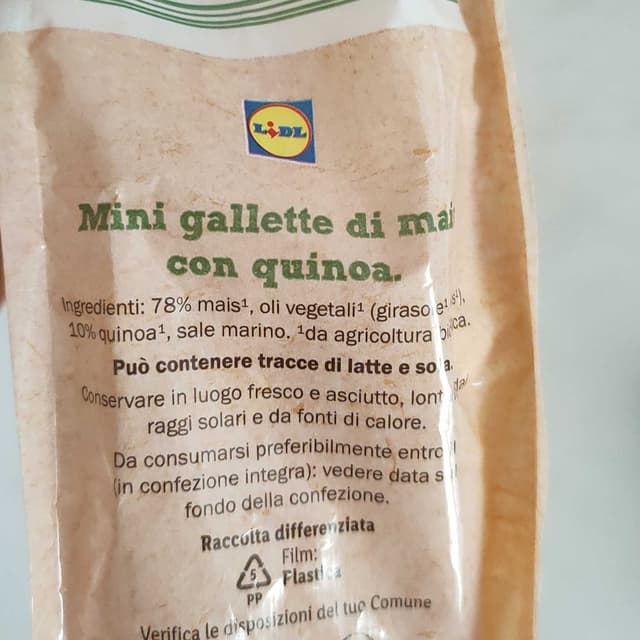 LIDL
Mini gallette di mai
con quinoa.
Ingredienti: 78% mais¹, oli vegetali¹ (girasole¹
10% quinoa¹, sale marino. ¹da agricoltura
Può contenere tracce di latte e
Conservare in luogo fresco e asciutto,
raggi solari e da fonti di calore.
Da consumarsi preferibilmente entro
(in confezione integra): vedere data
fondo della confezione.
Raccolta differenziata
Film:
5 Plastica
PP
Verifica le disposizioni del tuo Comune